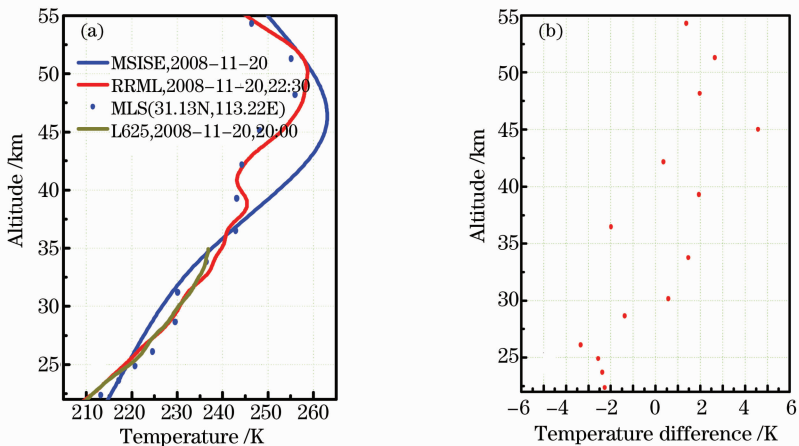 (a)
MSISE,2008-11-20
RRML,2008-11-20,22:30
MLS(31.13N,113.22E)
L625,2008-11-20,20:00
55
50
45
40
35
30
25
Altitude /km
210 220 230 240 250 260
Temperature /K
(b)
55
50
45
40
35
30
25
Altitude /km
−6 −4 −2 0 2 4 6
Temperature difference /K